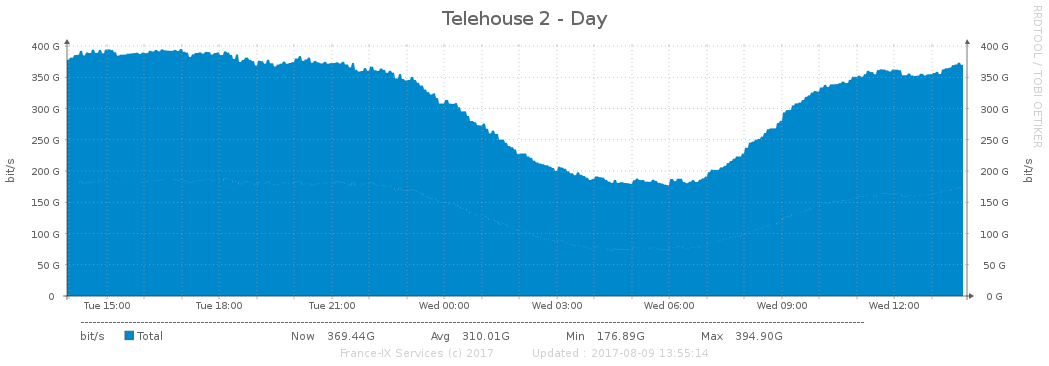 Telehouse 2 - Day
RRDTOOL / TOBI OETIKER
bit/s
400 G 400 G
350 G 350 G
300 G 300 G
250 G 250 G
200 G 200 G
150 G 150 G
100 G 100 G
50 G 50 G
0 0 G
bit/s
Tue 15:00 Tue 18:00 Tue 21:00 Wed 00:00 Wed 03:00 Wed 06:00 Wed 09:00 Wed 12:00
bit/s Total Now 369.44G Avg 310.01G Min 176.89G Max 394.90G
France-IX Services (c) 2017 Updated : 2017-08-09 13:55:14